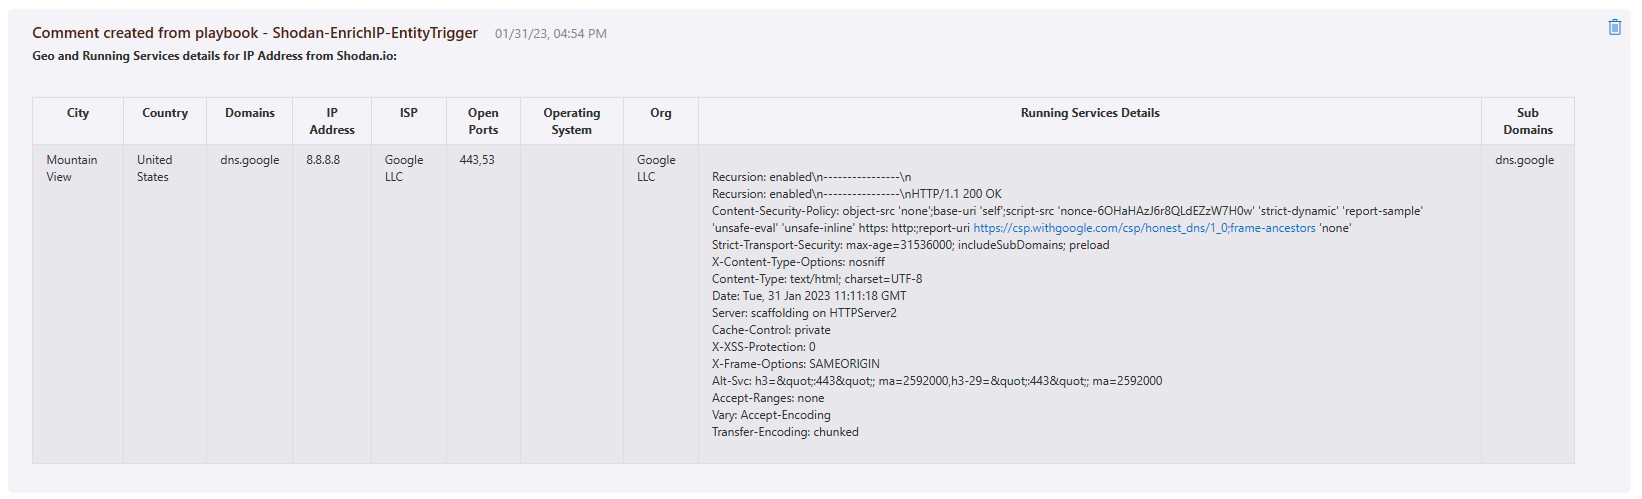 Comment created from playbook - Shodan-EnrichIP-EntityTrigger 01/31/23, 04:54 PM
Geo and Running Services details for IP Address from Shodan.io:
City Country Domains IP Address ISP Open Ports Operating System Org Running Services Details Sub Domains
Mountain View United States dns.google 8.8.8.8 Google LLC 443,53 Google LLC
Recursion: enabled\n----------------\n
Recursion: enabled\n----------------\nHTTP/1.1 200 OK
Content-Security-Policy: object-src 'none';base-uri 'self';script-src 'nonce-6OHaHAzJ6r8QLdEZzW7H0w' 'strict-dynamic' 'report-sample'
'unsafe-eval' 'unsafe-inline' https: http:;report-uri https://csp.withgoogle.com/csp/honest_dns/1_0;frame-ancestors 'none'
Strict-Transport-Security: max-age=31536000; includeSubDomains; preload
X-Content-Type-Options: nosniff
Content-Type: text/html; charset=UTF-8
Date: Tue, 31 Jan 2023 11:11:18 GMT
Server: scaffolding on HTTPServer2
Cache-Control: private
X-XSS-Protection: 0
X-Frame-Options: SAMEORIGIN
Alt-Svc: h3=&quot;:443&quot;; ma=2592000,h3-29=&quot;:443&quot;; ma=2592000
Accept-Ranges: none
Vary: Accept-Encoding
Transfer-Encoding: chunked
dns.google